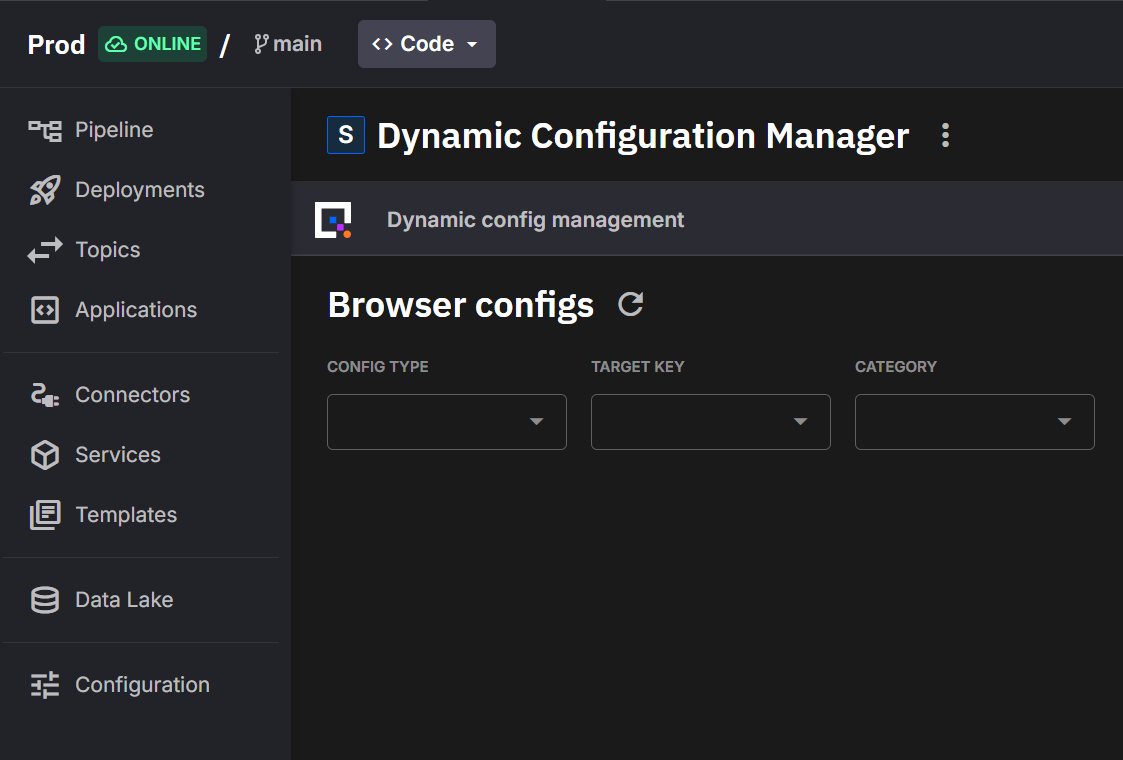 Prod ONLINE / main Code
Pipeline
Deployments
Topics
Applications
Connectors
Services
Templates
Data Lake
Configuration
S Dynamic Configuration Manager
Dynamic config management
Browser configs
CONFIG TYPE TARGET KEY CATEGORY